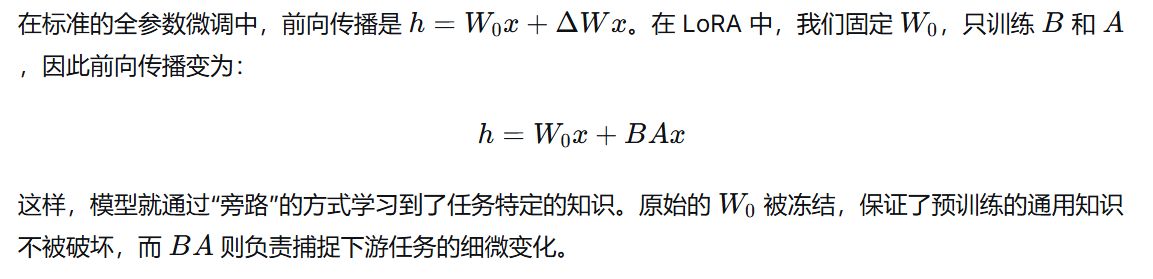 在标准的全参数微调中，前向传播是 h = W₀x + ΔW x。在 LoRA 中，我们固定 W₀，只训练 B 和 A
，因此前向传播变为：
h = W₀x + BAx
这样，模型就通过“旁路”的方式学习到了任务特定的知识。原始的 W₀ 被冻结，保证了预训练的通用知识
不被破坏，而 BA 则负责捕捉下游任务的细微变化。